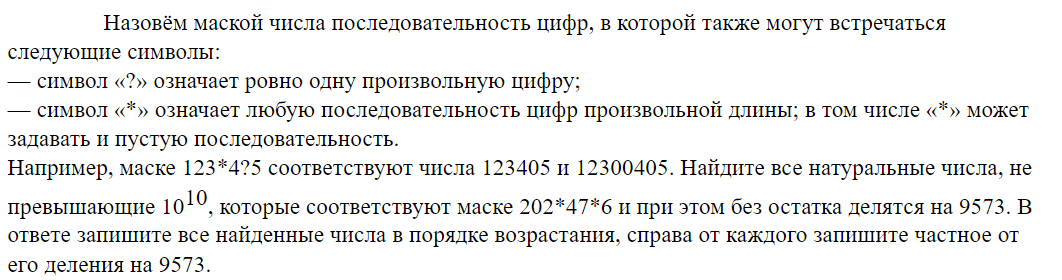 Назовём маской числа последовательность цифр, в которой также могут встречаться
следующие символы:
— символ «?» означает ровно одну произвольную цифру;
— символ «*» означает любую последовательность цифр произвольной длины; в том числе «*» может
задавать и пустую последовательность.
Например, маске 123*4?5 соответствуют числа 123405 и 12300405. Найдите все натуральные числа, не
превышающие 10¹⁰, которые соответствуют маске 202*47*6 и при этом без остатка делятся на 9573. В
ответе запишите все найденные числа в порядке возрастания, справа от каждого запишите частное от
его деления на 9573.